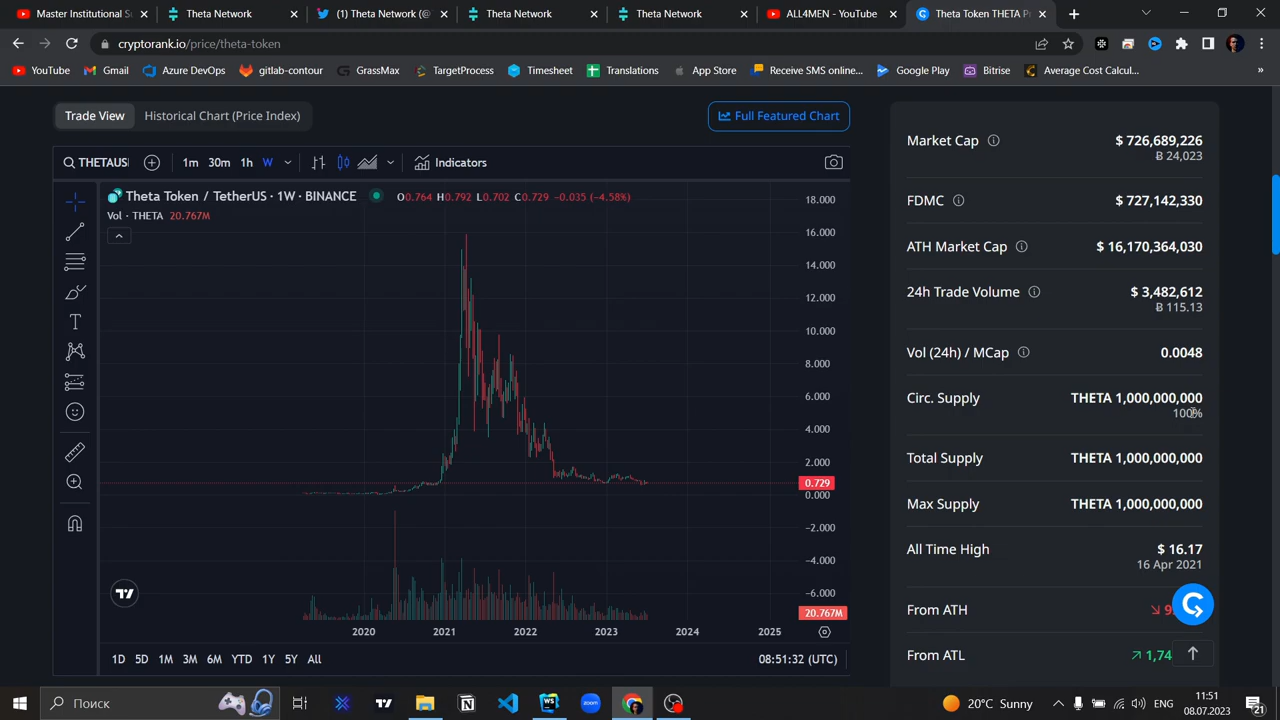 Master Institutional S
Theta Network
(1) Theta Network (@
Theta Network
Theta Network
ALL4MEN - YouTube
Theta Token THETA P
cryptorank.io/price/theta-token
YouTube
Gmail
Azure DevOps
gitlab-contour
GrassMax
TargetProcess
Timesheet
Translations
App Store
Receive SMS online...
Google Play
Bitrise
Average Cost Calcul...
»
Trade View
Historical Chart (Price Index)
Full Featured Chart
THETAUS
1m
30m
1h
W
Indicators
Theta Token / TetherUS · 1W · BINANCE
O0.764 H0.792 L0.702 C0.729 −0.035 (−4.58%)
Vol · THETA 20.767M
18.000
16.000
14.000
12.000
10.000
8.000
6.000
4.000
2.000
0.729
0.000
−2.000
−4.000
−6.000
20.767M
2020
2021
2022
2023
2024
2025
1D
5D
1M
3M
6M
YTD
1Y
5Y
All
08:51:32 (UTC)
Market Cap
$ 726,689,226
Ƀ 24,023
FDMC
$ 727,142,330
ATH Market Cap
$ 16,170,364,030
24h Trade Volume
$ 3,482,612
Ƀ 115.13
Vol (24h) / MCap
0.0048
Circ. Supply
THETA 1,000,000,000
100%
Total Supply
THETA 1,000,000,000
Max Supply
THETA 1,000,000,000
All Time High
$ 16.17
16 Apr 2021
From ATH
9
From ATL
1,74
Поиск
20°C Sunny
ENG
11:51
08.07.2023
21